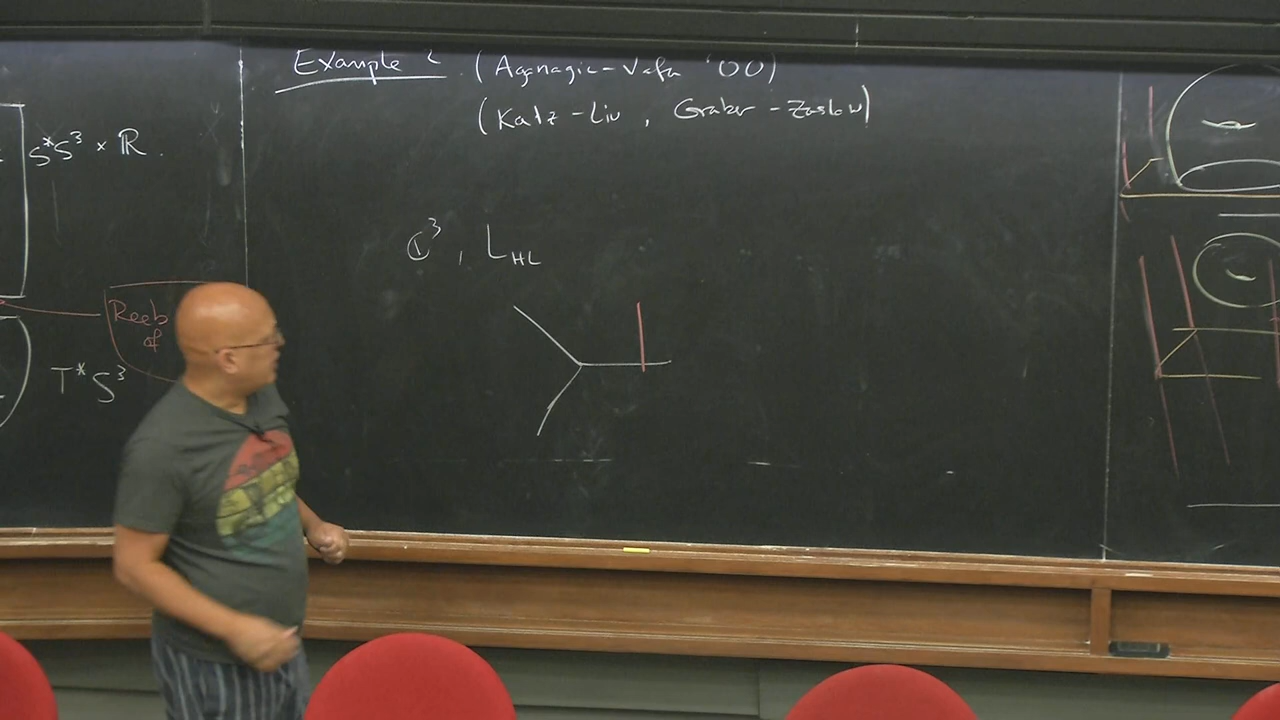 S*S³ × ℝ.
Reeb
of
T*S³
Example 2 (Aganagic-Vafa '00)
(Katz-Liu, Graber-Zaslow)
ℂ³, L_HL